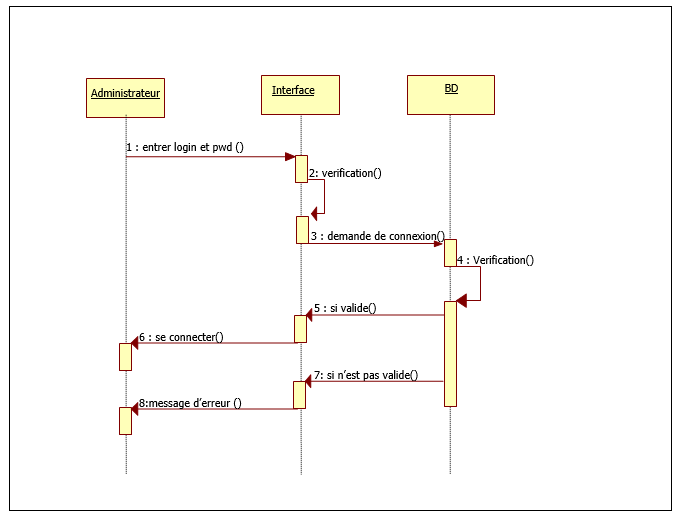 Administrateur
Interface
BD
1 : entrer login et pwd ()
2: verification()
3 : demande de connexion()
4 : Verification()
5 : si valide()
6 : se connecter()
7: si n'est pas valide()
8:message d'erreur ()